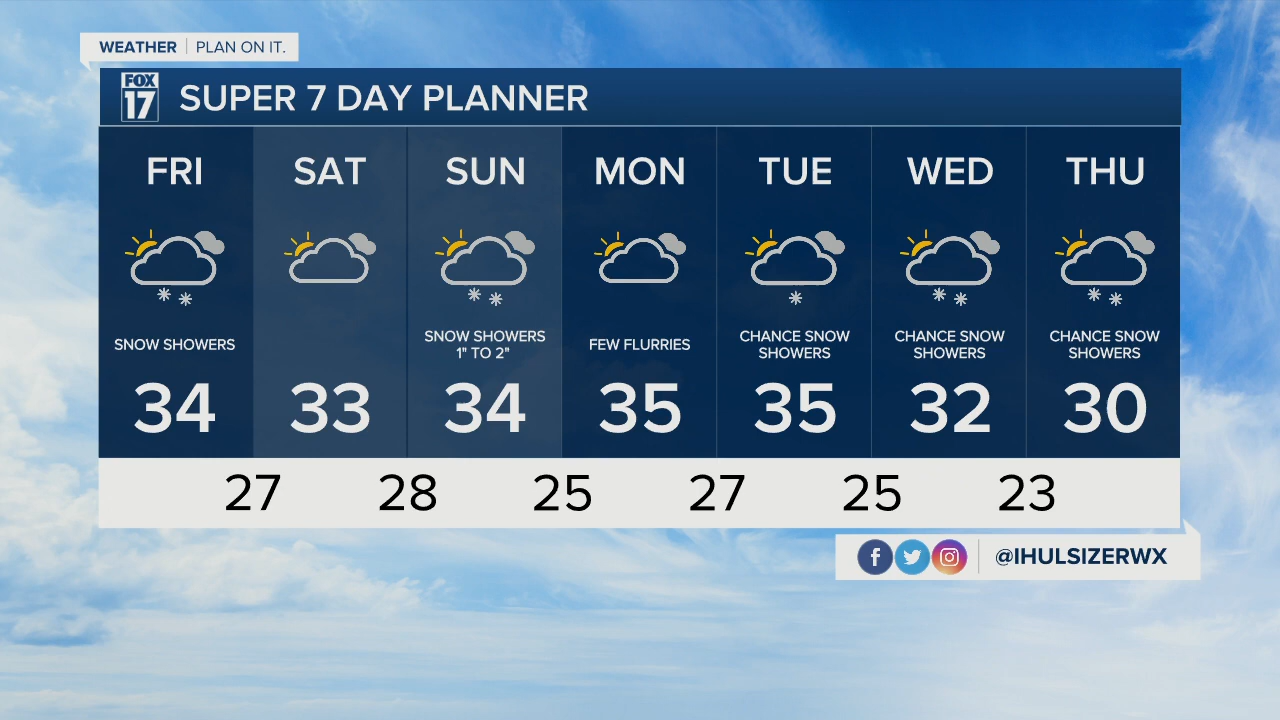 WEATHER | PLAN ON IT.
FOX
17
SUPER 7 DAY PLANNER
FRI SAT SUN MON TUE WED THU
SNOW SHOWERS
SNOW SHOWERS
1" TO 2"
FEW FLURRIES
CHANCE SNOW
SHOWERS
CHANCE SNOW
SHOWERS
CHANCE SNOW
SHOWERS
34 33 34 35 35 32 30
27 28 25 27 25 23
@IHULSIZERWX